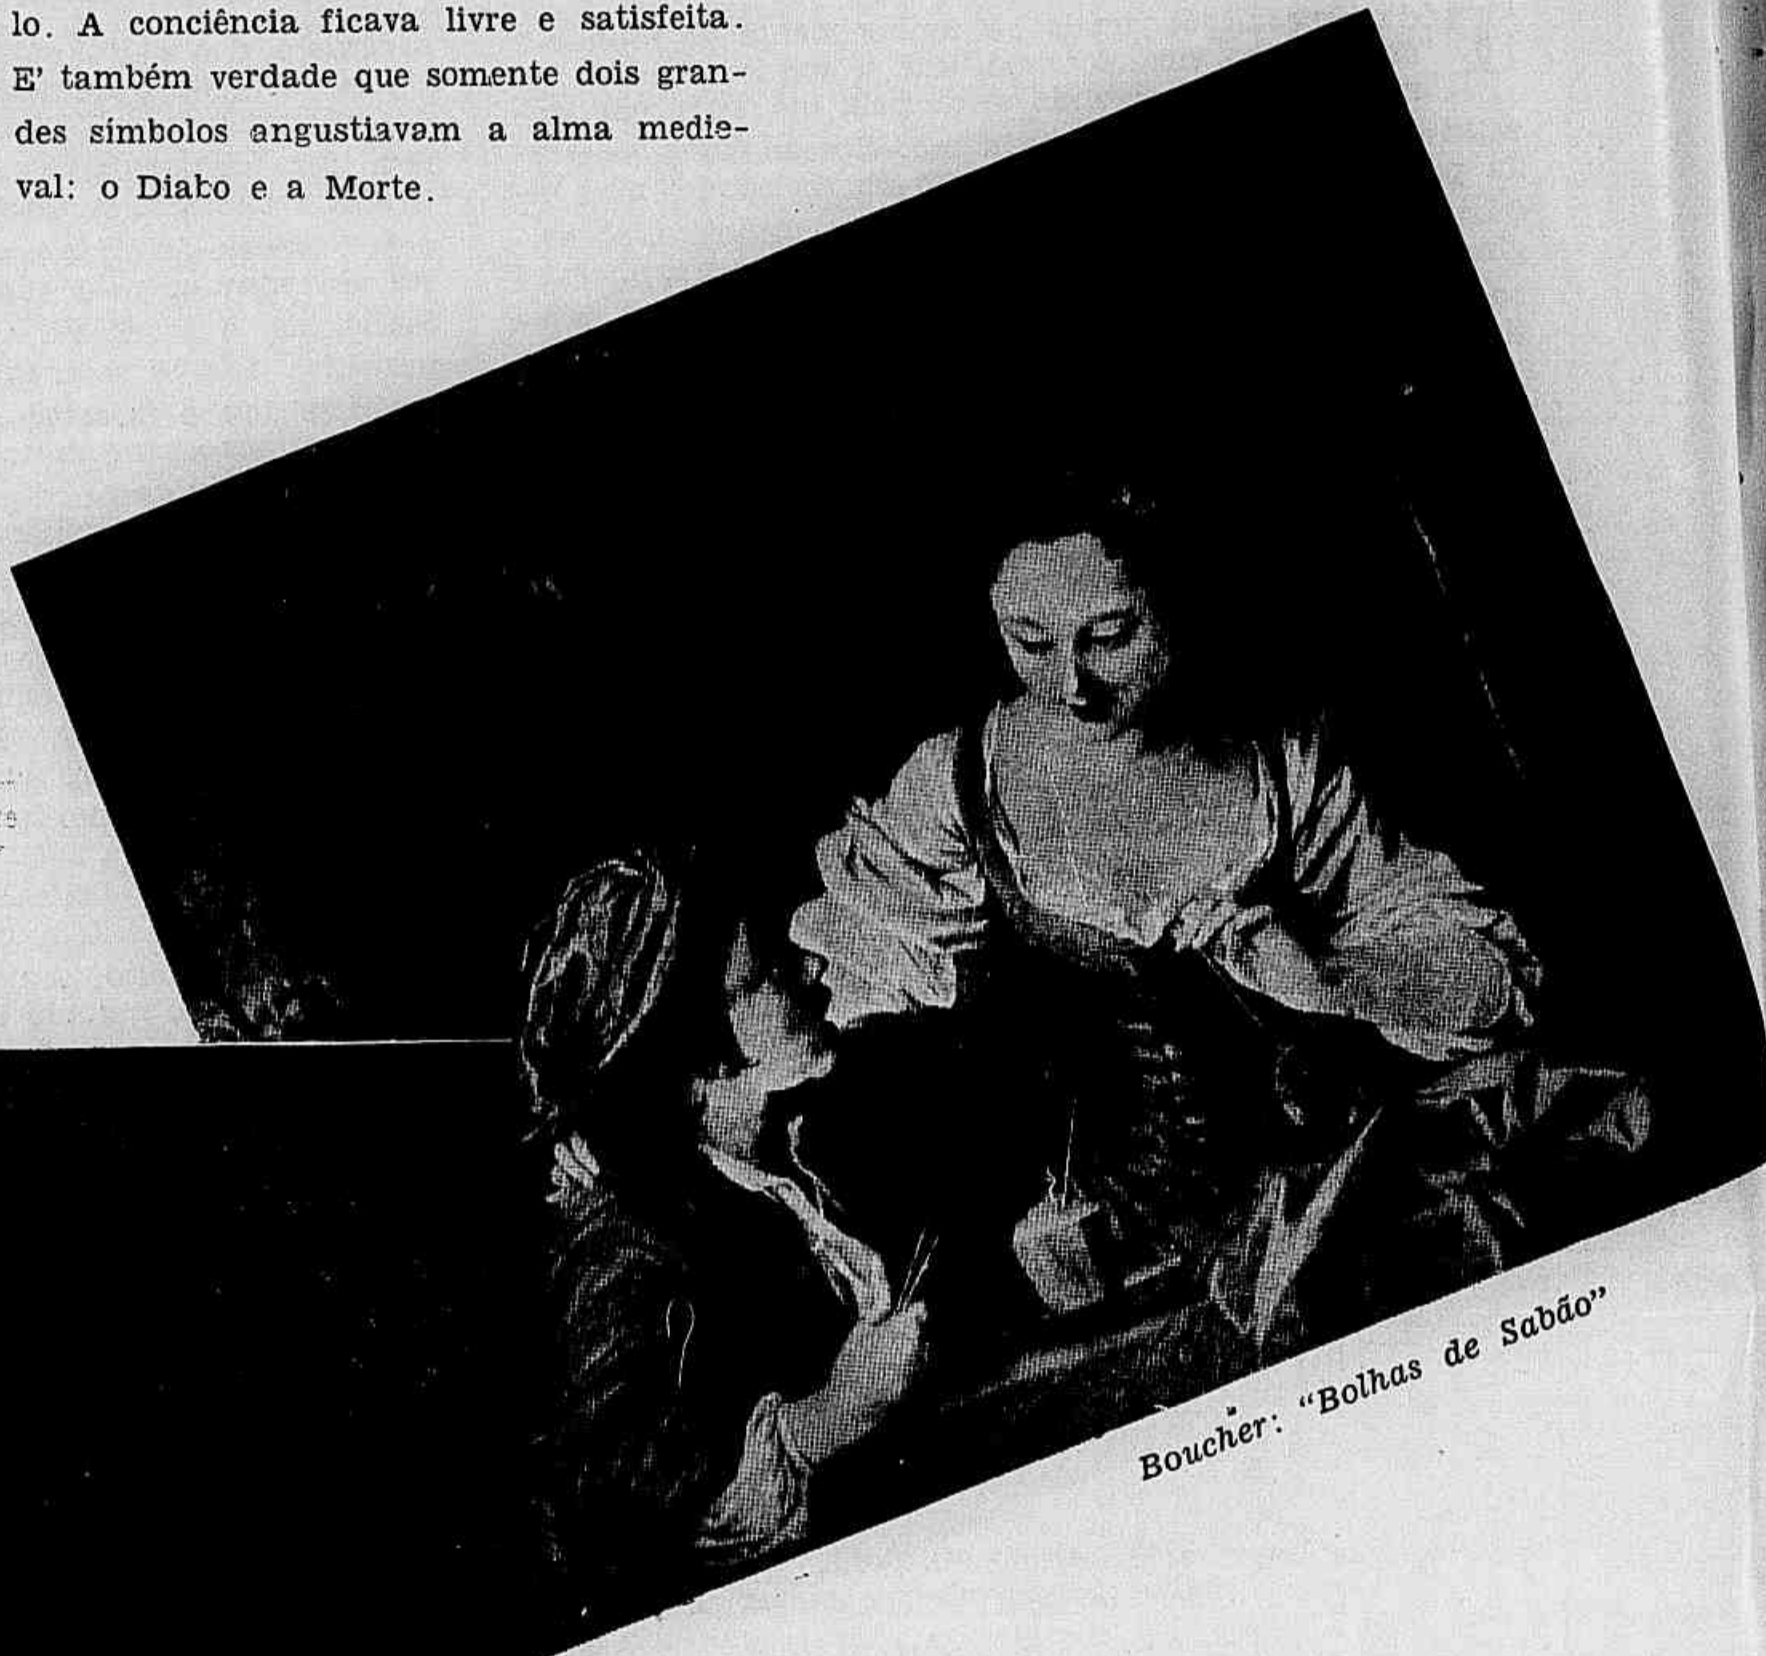 lo. A conciência ficava livre e satisfeita.
E' também verdade que somente dois gran-
des símbolos angustiavam a alma medie-
val: o Diabo e a Morte.
Boucher: “Bolhas de Sabão”